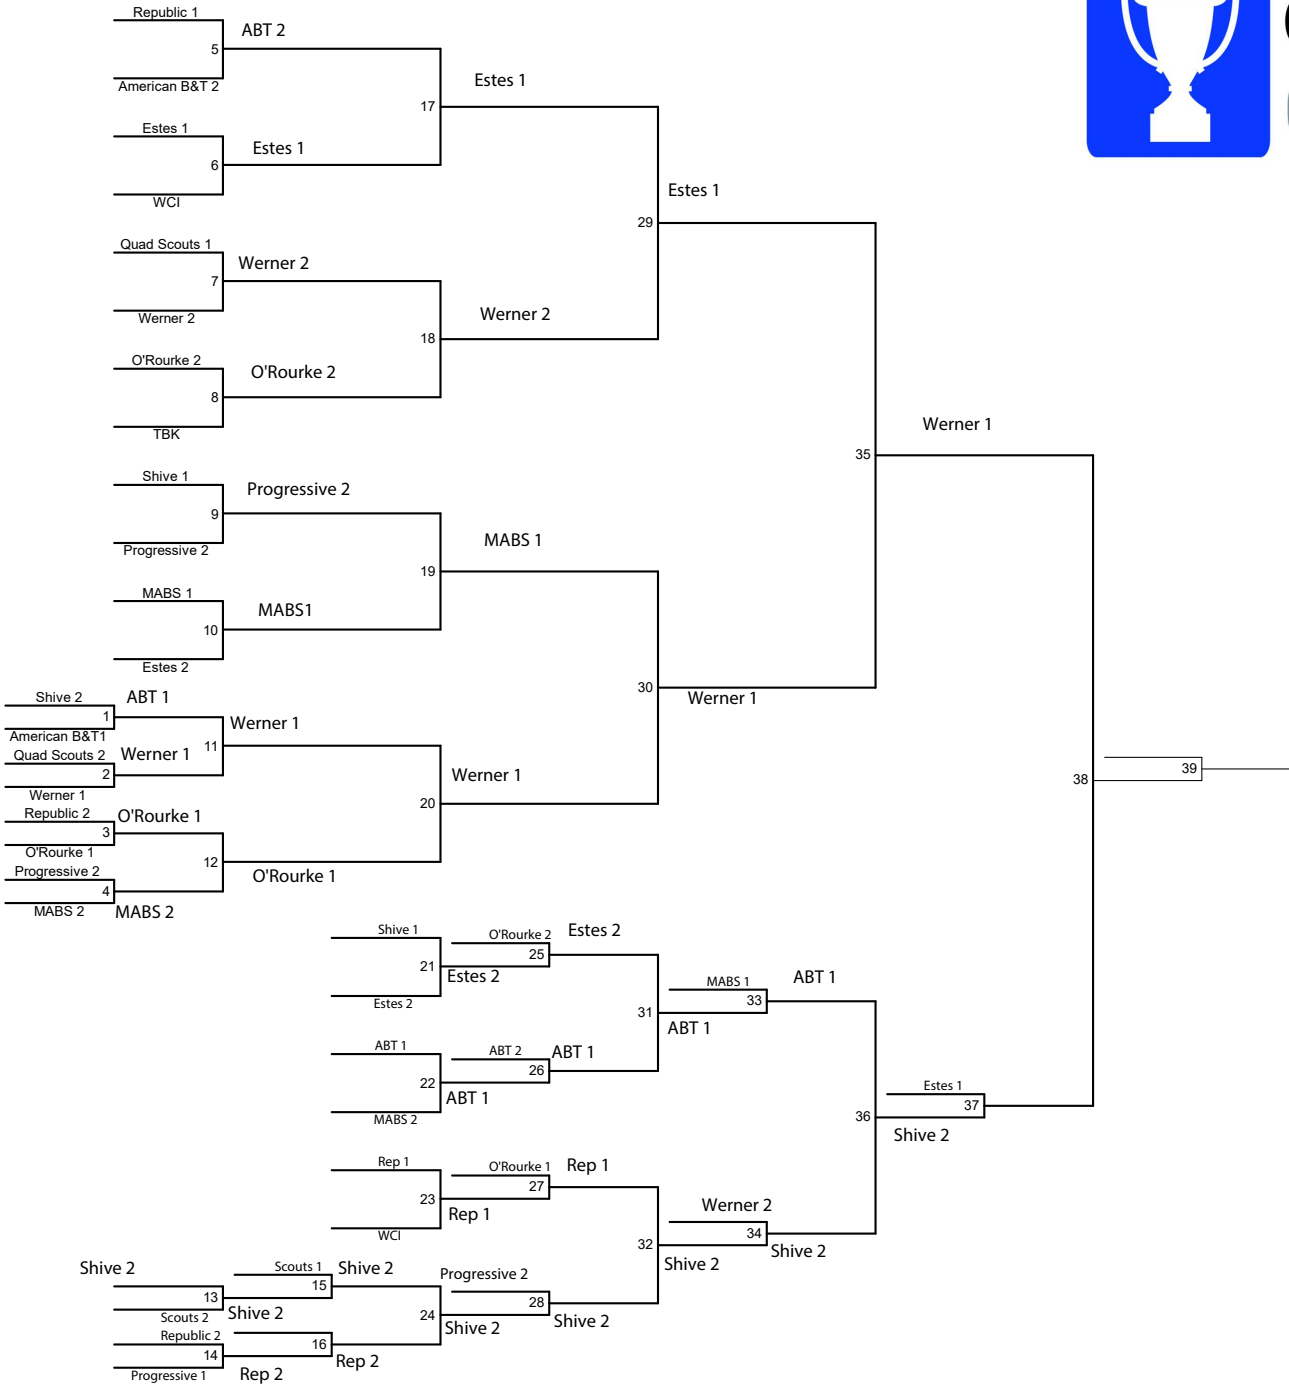 Republic 1
ABT 2
5
American B&T 2
Estes 1
17
Estes 1
Estes 1
6
WCI
Estes 1
29
Quad Scouts 1
Werner 2
7
Werner 2
Werner 2
18
O'Rourke 2
O'Rourke 2
8
TBK
Werner 1
35
Shive 1
Progressive 2
9
Progressive 2
MABS 1
19
MABS 1
MABS1
10
Estes 2
30
Werner 1
Shive 2
ABT 1
1
American B&T1
Werner 1
11
Quad Scouts 2
Werner 1
2
Werner 1
Werner 1
20
Republic 2
O'Rourke 1
3
O'Rourke 1
12
O'Rourke 1
Progressive 2
4
MABS 2
MABS 2
38
39
Shive 1
O'Rourke 2
Estes 2
25
21
Estes 2
Estes 2
MABS 1
ABT 1
33
31
ABT 1
ABT 1
ABT 2
ABT 1
26
22
ABT 1
MABS 2
Estes 1
37
36
Shive 2
Rep 1
O'Rourke 1
Rep 1
27
23
Rep 1
WCI
Werner 2
34
Shive 2
32
Shive 2
Shive 2
Scouts 1
Shive 2
15
13
Shive 2
Scouts 2
Progressive 2
28
Shive 2
24
Shive 2
Republic 2
16
Rep 2
14
Rep 2
Progressive 1